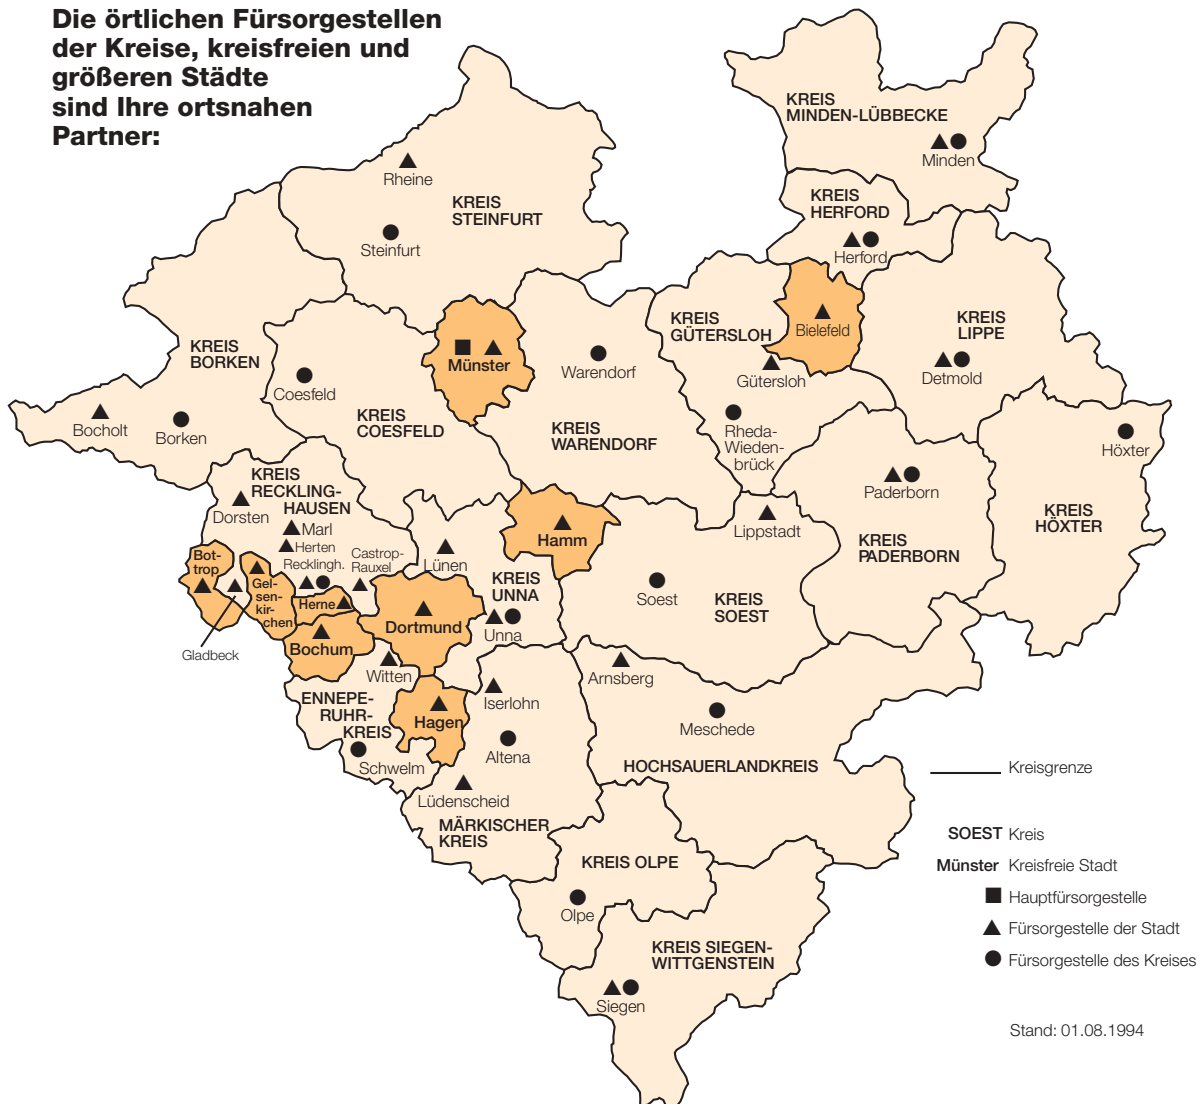 Die örtlichen Fürsorgestellen
der Kreise, kreisfreien und
größeren Städte
sind Ihre ortsnahen
Partner:
KREIS
MINDEN-LÜBBECKE
Minden
Rheine
KREIS
STEINFURT
Steinfurt
KREIS
HERFORD
Herford
KREIS
BORKEN
Bocholt
Borken
Coesfeld
KREIS
COESFELD
Münster
Warendorf
KREIS
WARENDORF
KREIS
GÜTERSLOH
Gütersloh
Rheda-
Wieden-
brück
Bielefeld
KREIS
LIPPE
Detmold
Höxter
KREIS
HÖXTER
Paderborn
KREIS
PADERBORN
KREIS
RECKLING-
HAUSEN
Dorsten
Marl
Herten
Recklingh.
Castrop-
Rauxel
Bot-
trop
Gel-
sen-
kir-
chen
Gladbeck
Herne
Bochum
Dortmund
Lünen
KREIS
UNNA
Unna
Hamm
Lippstadt
Soest
KREIS
SOEST
Witten
ENNEPE-
RUHR-
KREIS
Schwelm
Hagen
Iserlohn
Altena
Lüdenscheid
MÄRKISCHER
KREIS
Arnsberg
Meschede
HOCHSAUERLANDKREIS
KREIS OLPE
Olpe
KREIS SIEGEN-
WITTGENSTEIN
Siegen
Kreisgrenze
SOEST Kreis
Münster Kreisfreie Stadt
Hauptfürsorgestelle
Fürsorgestelle der Stadt
Fürsorgestelle des Kreises
Stand: 01.08.1994